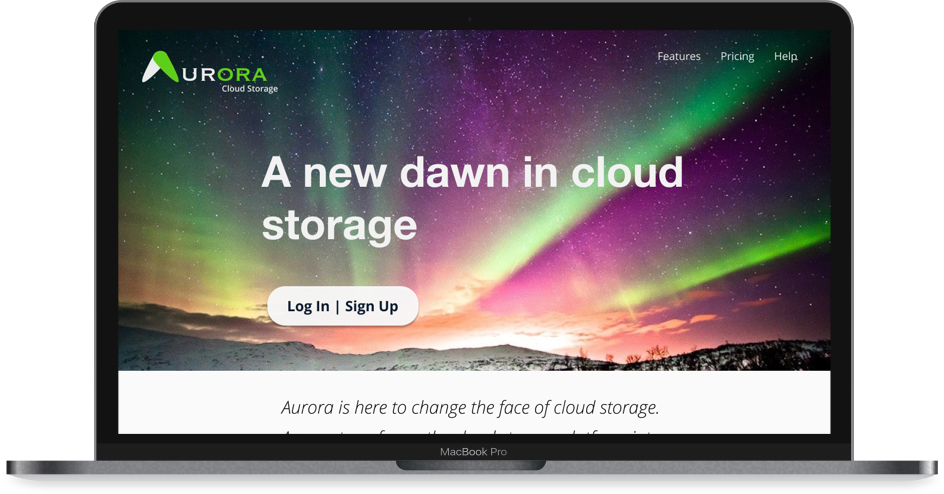 AURORA
Cloud Storage
Features Pricing Help
A new dawn in cloud
storage
Log In | Sign Up
Aurora is here to change the face of cloud storage.
MacBook Pro